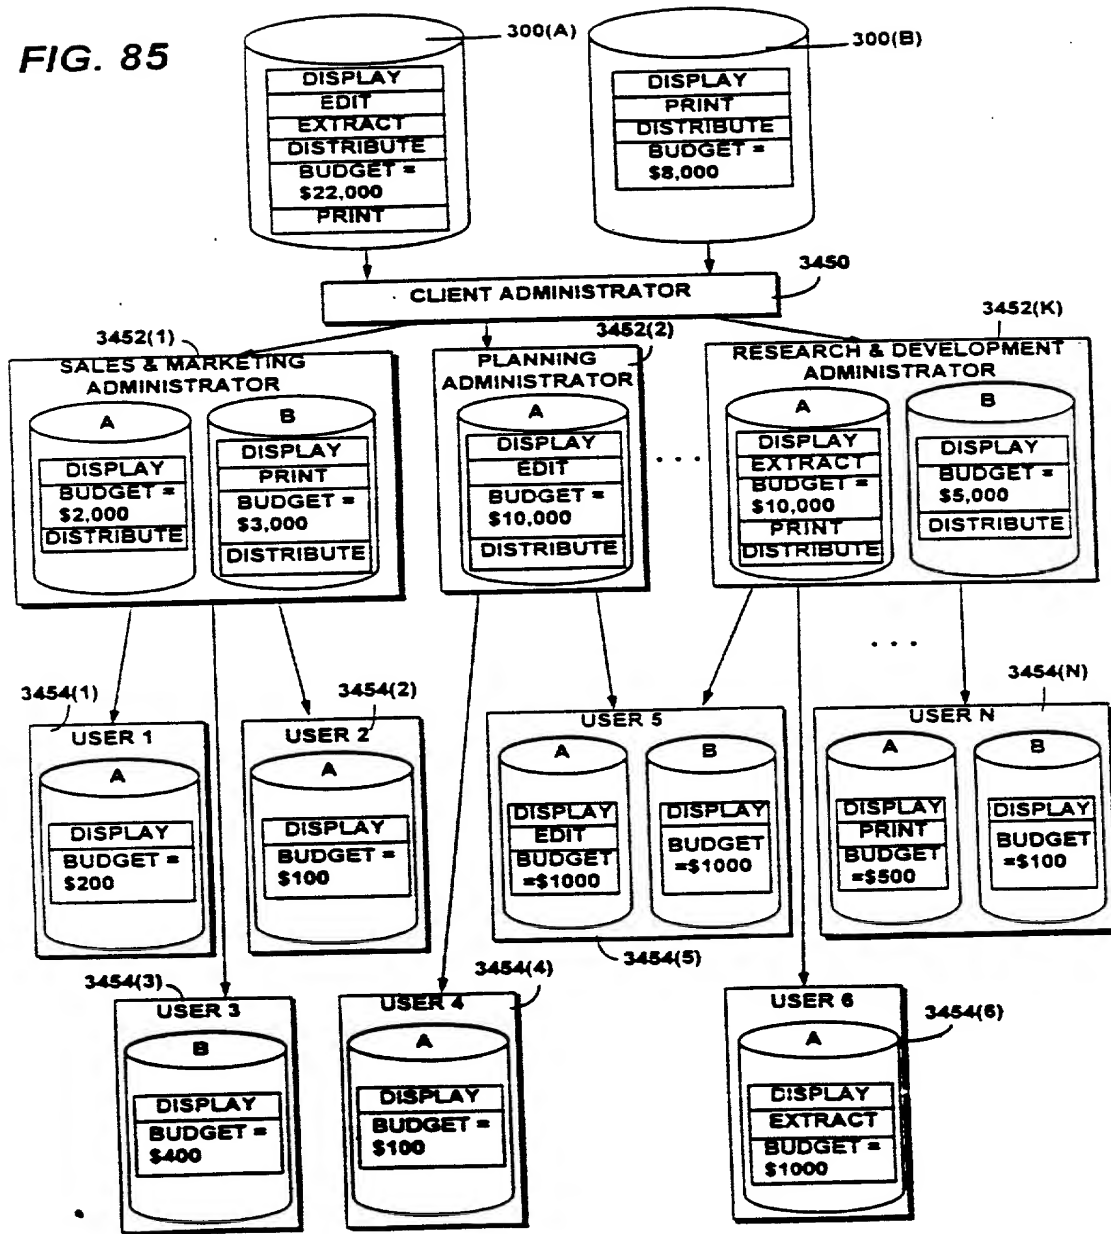 FIG. 85
300(A)
DISPLAY
EDIT
EXTRACT
DISTRIBUTE
BUDGET =
$22,000
PRINT
300(B)
DISPLAY
PRINT
DISTRIBUTE
BUDGET =
$8,000
CLIENT ADMINISTRATOR
3450
3452(1)
SALES & MARKETING
ADMINISTRATOR
A
DISPLAY
BUDGET =
$2,000
DISTRIBUTE
B
DISPLAY
PRINT
BUDGET =
$3,000
DISTRIBUTE
3452(2)
PLANNING
ADMINISTRATOR
A
DISPLAY
EDIT
BUDGET =
$10,000
DISTRIBUTE
. . .
3452(K)
RESEARCH & DEVELOPMENT
ADMINISTRATOR
A
DISPLAY
EXTRACT
BUDGET =
$10,000
PRINT
DISTRIBUTE
B
DISPLAY
BUDGET =
$5,000
DISTRIBUTE
. . .
3454(1)
USER 1
A
DISPLAY
BUDGET =
$200
3454(2)
USER 2
A
DISPLAY
BUDGET =
$100
USER 5
A
DISPLAY
EDIT
BUDGET
=$1000
B
DISPLAY
BUDGET
=$1000
3454(5)
3454(N)
USER N
A
DISPLAY
PRINT
BUDGET
=$500
B
DISPLAY
BUDGET
=$100
3454(3)
USER 3
B
DISPLAY
BUDGET =
$400
3454(4)
USER 4
A
DISPLAY
BUDGET =
$100
3454(6)
USER 6
A
DISPLAY
EXTRACT
BUDGET =
$1000